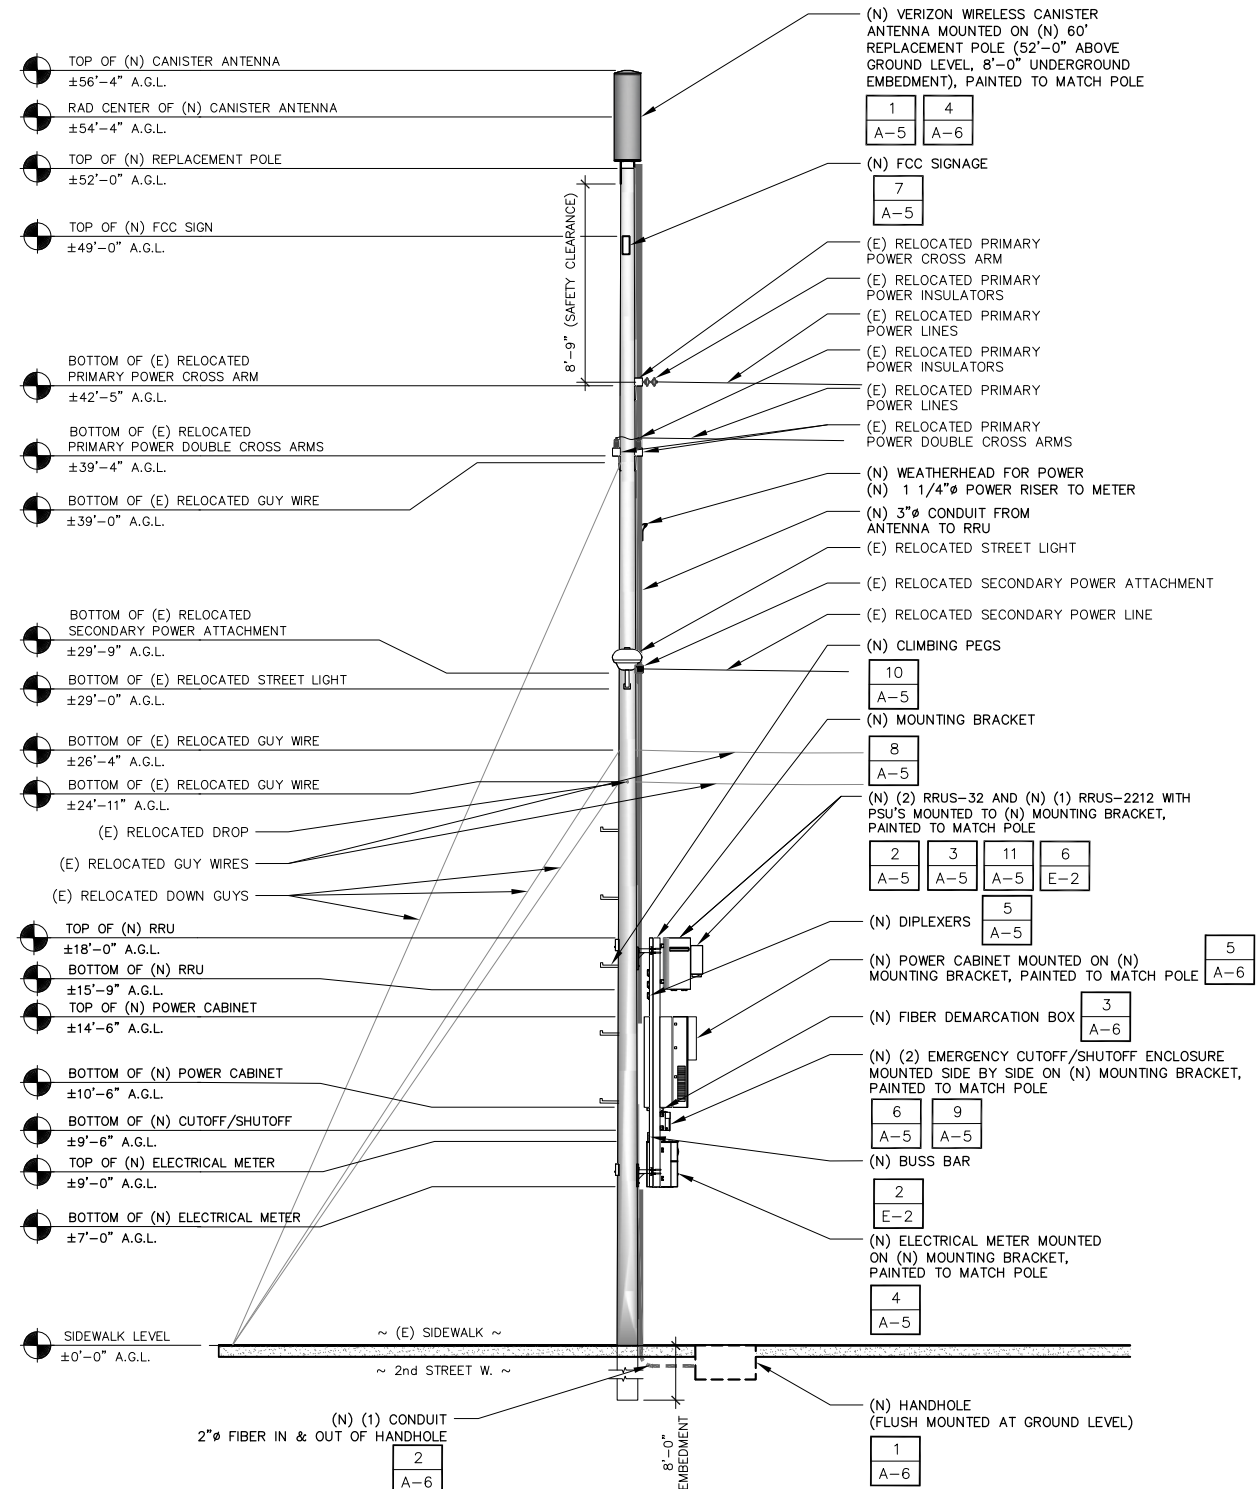 TOP OF (N) CANISTER ANTENNA
±56'-4" A.G.L.
RAD CENTER OF (N) CANISTER ANTENNA
±54'-4" A.G.L.
TOP OF (N) REPLACEMENT POLE
±52'-0" A.G.L.
TOP OF (N) FCC SIGN
±49'-0" A.G.L.
BOTTOM OF (E) RELOCATED
PRIMARY POWER CROSS ARM
±42'-5" A.G.L.
BOTTOM OF (E) RELOCATED
PRIMARY POWER DOUBLE CROSS ARMS
±39'-4" A.G.L.
BOTTOM OF (E) RELOCATED GUY WIRE
±39'-0" A.G.L.
BOTTOM OF (E) RELOCATED
SECONDARY POWER ATTACHMENT
±29'-9" A.G.L.
BOTTOM OF (E) RELOCATED STREET LIGHT
±29'-0" A.G.L.
BOTTOM OF (E) RELOCATED GUY WIRE
±26'-4" A.G.L.
BOTTOM OF (E) RELOCATED GUY WIRE
±24'-11" A.G.L.
(E) RELOCATED DROP
(E) RELOCATED GUY WIRES
(E) RELOCATED DOWN GUYS
TOP OF (N) RRU
±18'-0" A.G.L.
BOTTOM OF (N) RRU
±15'-9" A.G.L.
TOP OF (N) POWER CABINET
±14'-6" A.G.L.
BOTTOM OF (N) POWER CABINET
±10'-6" A.G.L.
BOTTOM OF (N) CUTOFF/SHUTOFF
±9'-6" A.G.L.
TOP OF (N) ELECTRICAL METER
±9'-0" A.G.L.
BOTTOM OF (N) ELECTRICAL METER
±7'-0" A.G.L.
SIDEWALK LEVEL
±0'-0" A.G.L.
8'-9" (SAFETY CLEARANCE)
~ (E) SIDEWALK ~
~ 2nd STREET W. ~
(N) (1) CONDUIT
2"ø FIBER IN & OUT OF HANDHOLE
2
A-6
8'-0"
EMBEDMENT
(N) VERIZON WIRELESS CANISTER
ANTENNA MOUNTED ON (N) 60'
REPLACEMENT POLE (52'-0" ABOVE
GROUND LEVEL, 8'-0" UNDERGROUND
EMBEDMENT), PAINTED TO MATCH POLE
1 4
A-5 A-6
(N) FCC SIGNAGE
7
A-5
(E) RELOCATED PRIMARY
POWER CROSS ARM
(E) RELOCATED PRIMARY
POWER INSULATORS
(E) RELOCATED PRIMARY
POWER LINES
(E) RELOCATED PRIMARY
POWER INSULATORS
(E) RELOCATED PRIMARY
POWER LINES
(E) RELOCATED PRIMARY
POWER DOUBLE CROSS ARMS
(N) WEATHERHEAD FOR POWER
(N) 1 1/4"ø POWER RISER TO METER
(N) 3"ø CONDUIT FROM
ANTENNA TO RRU
(E) RELOCATED STREET LIGHT
(E) RELOCATED SECONDARY POWER ATTACHMENT
(E) RELOCATED SECONDARY POWER LINE
(N) CLIMBING PEGS
10
A-5
(N) MOUNTING BRACKET
8
A-5
(N) (2) RRUS-32 AND (N) (1) RRUS-2212 WITH
PSU'S MOUNTED TO (N) MOUNTING BRACKET,
PAINTED TO MATCH POLE
2 3 11 6
A-5 A-5 A-5 E-2
(N) DIPLEXERS
5
A-5
(N) POWER CABINET MOUNTED ON (N)
MOUNTING BRACKET, PAINTED TO MATCH POLE
5
A-6
(N) FIBER DEMARCATION BOX
3
A-6
(N) (2) EMERGENCY CUTOFF/SHUTOFF ENCLOSURE
MOUNTED SIDE BY SIDE ON (N) MOUNTING BRACKET,
PAINTED TO MATCH POLE
6 9
A-5 A-5
(N) BUSS BAR
2
E-2
(N) ELECTRICAL METER MOUNTED
ON (N) MOUNTING BRACKET,
PAINTED TO MATCH POLE
4
A-5
(N) HANDHOLE
(FLUSH MOUNTED AT GROUND LEVEL)
1
A-6